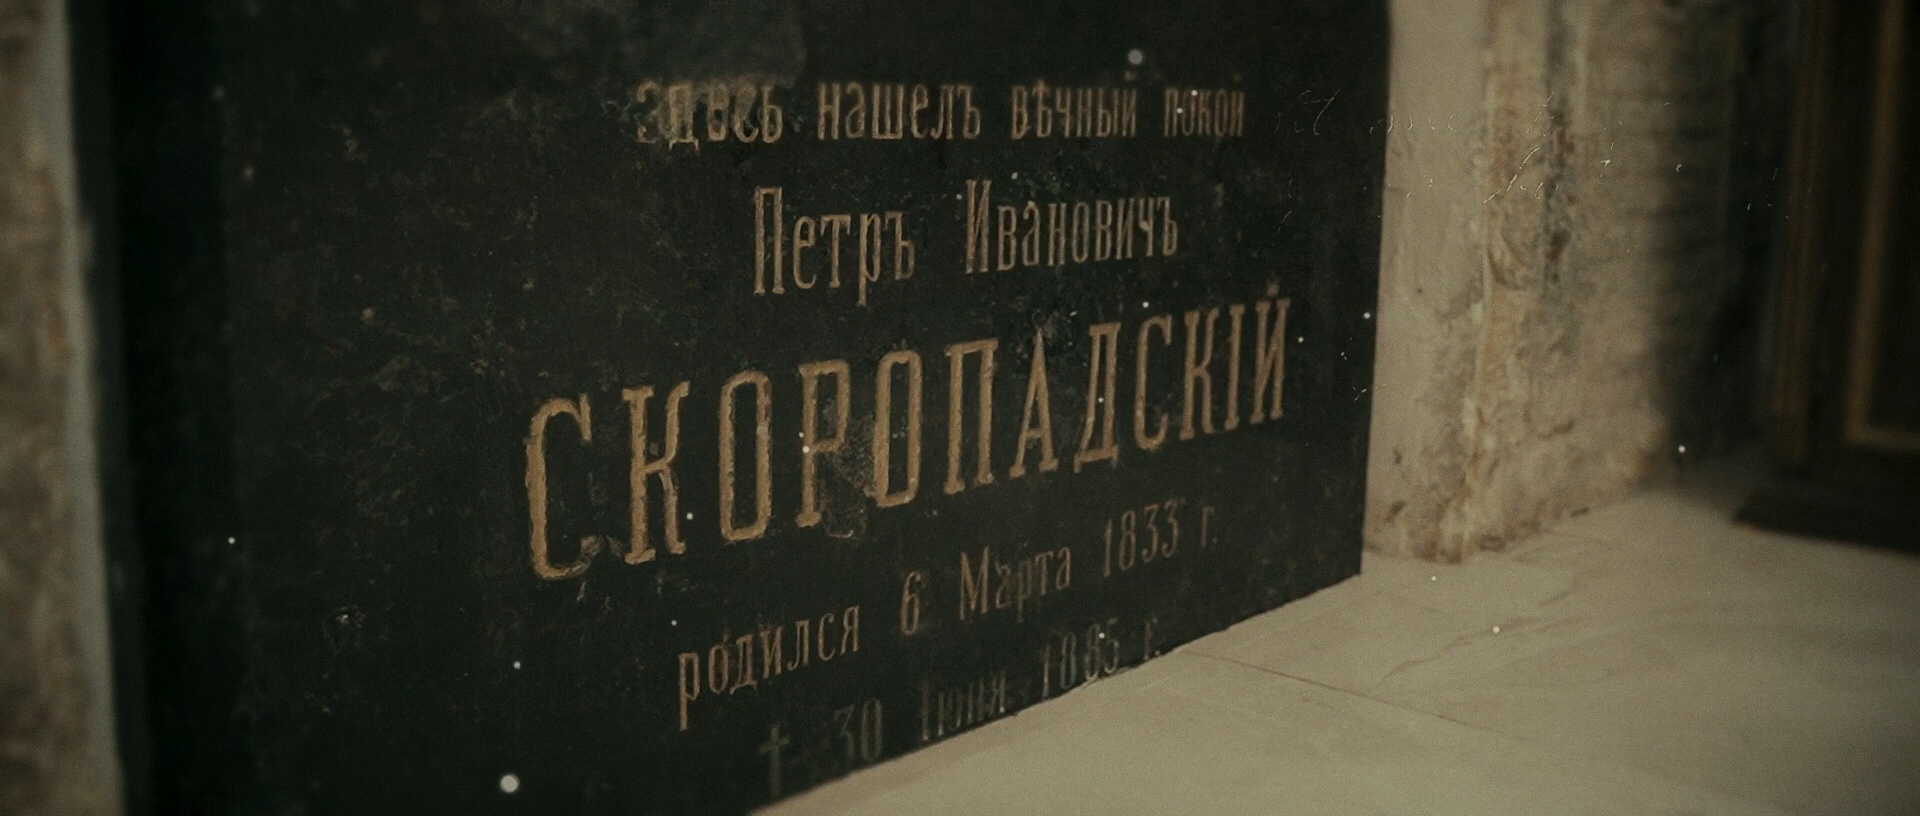 здѣсь нашелъ вѣчный покой
Петръ Ивановичъ
СКОРОПАДСКІЙ
родился 6 Марта 1833 г.
† 30 Іюня 1885 г.